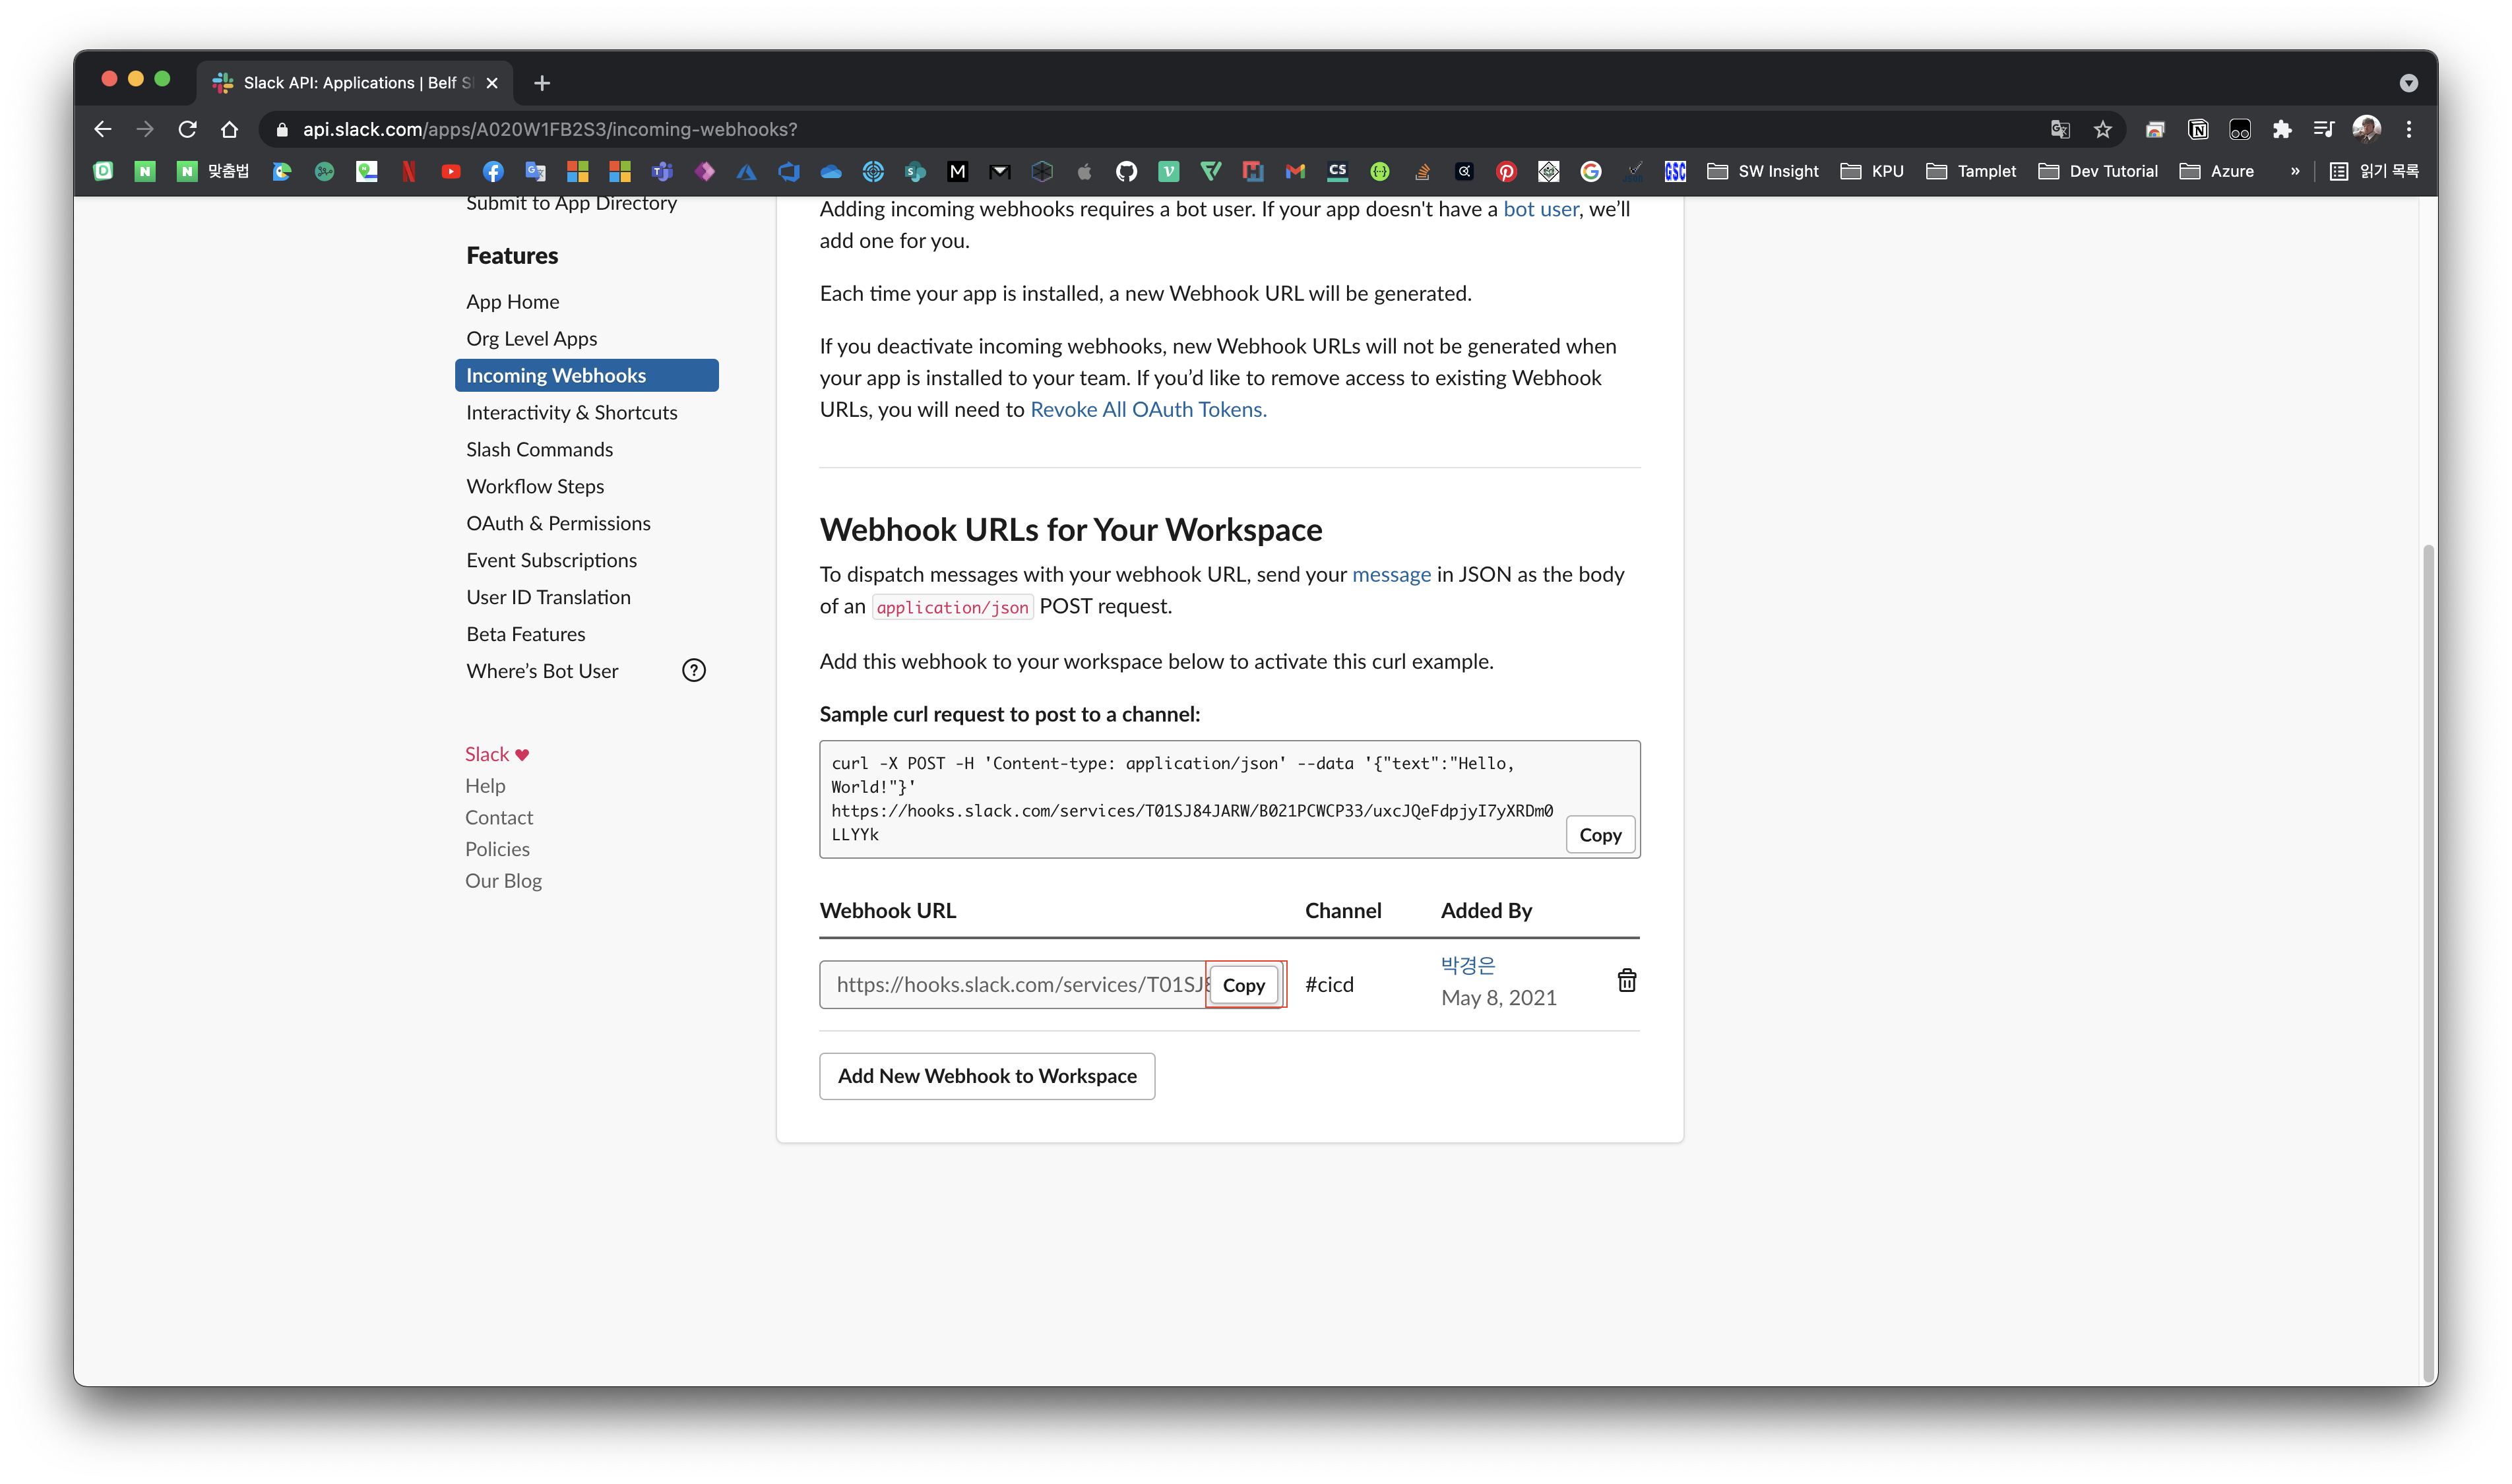 Slack API: Applications | Belf S
api.slack.com/apps/A020W1FB2S3/incoming-webhooks?
맞춤법
SW Insight
KPU
Tamplet
Dev Tutorial
Azure
»
읽기 목록
Submit to App Directory
Features
App Home
Org Level Apps
Incoming Webhooks
Interactivity & Shortcuts
Slash Commands
Workflow Steps
OAuth & Permissions
Event Subscriptions
User ID Translation
Beta Features
Where’s Bot User
Slack ♥
Help
Contact
Policies
Our Blog
Adding incoming webhooks requires a bot user. If your app doesn't have a bot user, we’ll
add one for you.
Each time your app is installed, a new Webhook URL will be generated.
If you deactivate incoming webhooks, new Webhook URLs will not be generated when
your app is installed to your team. If you’d like to remove access to existing Webhook
URLs, you will need to Revoke All OAuth Tokens.
Webhook URLs for Your Workspace
To dispatch messages with your webhook URL, send your message in JSON as the body
of an application/json POST request.
Add this webhook to your workspace below to activate this curl example.
Sample curl request to post to a channel:
curl -X POST -H 'Content-type: application/json' --data '{"text":"Hello,
World!"}'
https://hooks.slack.com/services/T01SJ84JARW/B021PCWCP33/uxcJQeFdpjyI7yXRDm0
LLYYk
Copy
Webhook URL Channel Added By
https://hooks.slack.com/services/T01SJ8 Copy #cicd 박경은
May 8, 2021
Add New Webhook to Workspace